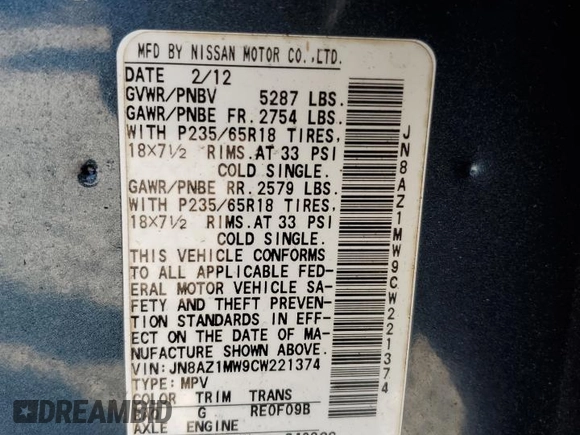 MFD BY NISSAN MOTOR CO.,LTD.
DATE 2/12
GVWR/PNBV 5287 LBS.
GAWR/PNBE FR. 2754 LBS.
WITH P235/65R18 TIRES,
18×7½ RIMS.AT 33 PSI
COLD SINGLE.
GAWR/PNBE RR. 2579 LBS.
WITH P235/65R18 TIRES,
18×7½ RIMS.AT 33 PSI
COLD SINGLE.
THIS VEHICLE CONFORMS
TO ALL APPLICABLE FED-
ERAL MOTOR VEHICLE SA-
FETY AND THEFT PREVEN-
TION STANDARDS IN EFF-
ECT ON THE DATE OF MA-
NUFACTURE SHOWN ABOVE.
VIN:JN8AZ1MW9CW221374
TYPE: MPV
COLOR TRIM TRANS
G RE0F09B
AXLE ENGINE
JN8AZ1MW9CW221374
DREAMBID